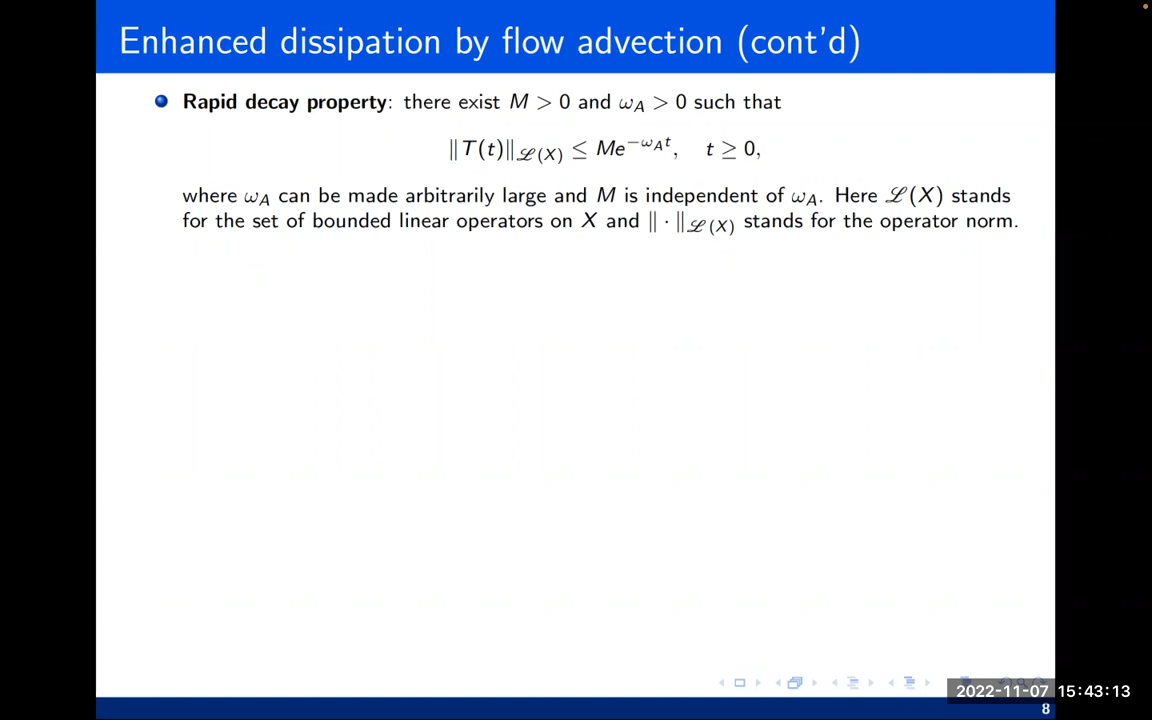 Enhanced dissipation by flow advection (cont'd)
Rapid decay property: there exist M > 0 and ω_A > 0 such that
‖T(t)‖_ℒ(X) ≤ Me^{−ω_A t}, t ≥ 0,
where ω_A can be made arbitrarily large and M is independent of ω_A. Here ℒ(X) stands
for the set of bounded linear operators on X and ‖ · ‖_ℒ(X) stands for the operator norm.
2022-11-07 15:43:13
8